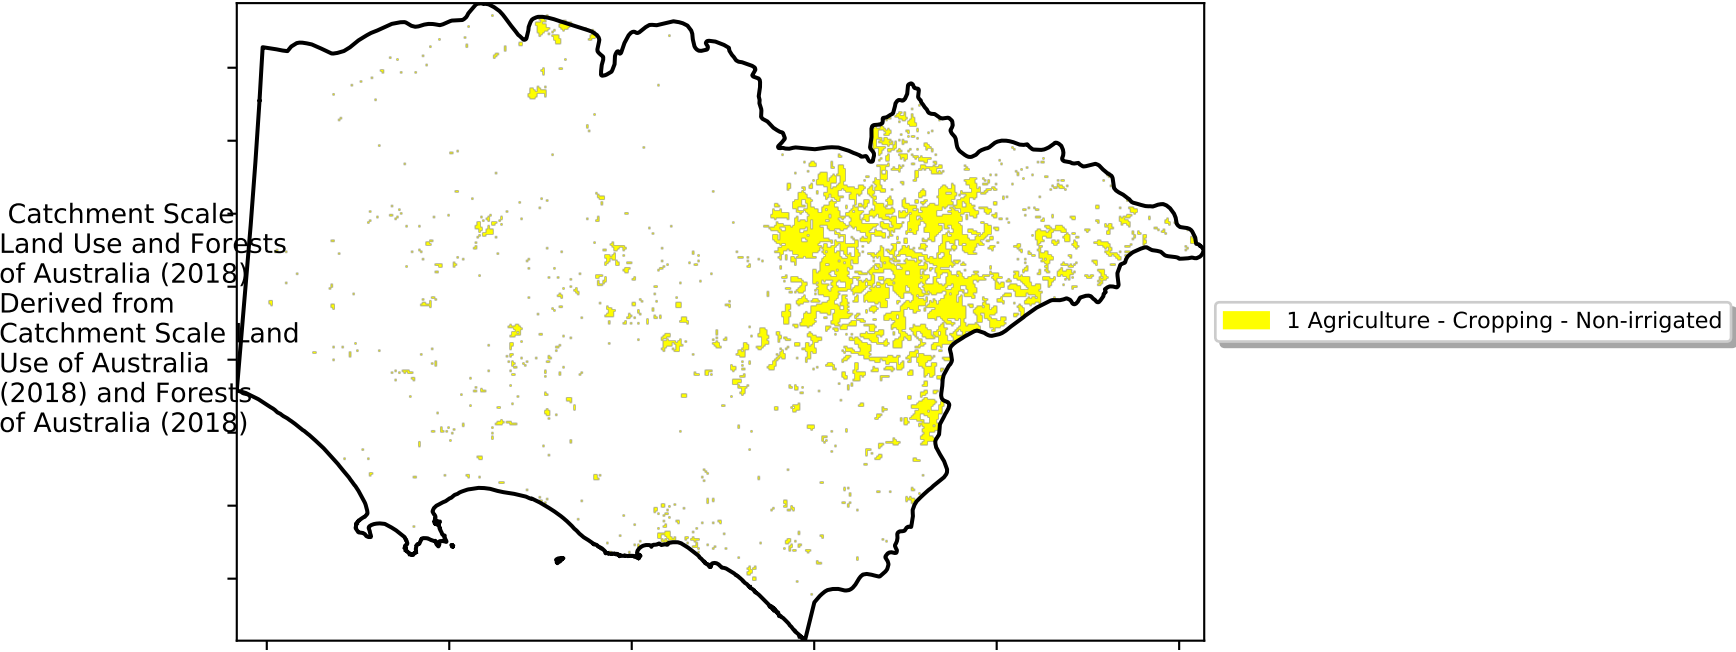 Catchment Scale
Land Use and Forests
of Australia (2018)
Derived from
Catchment Scale Land
Use of Australia
(2018) and Forests
of Australia (2018)
1 Agriculture - Cropping - Non-irrigated